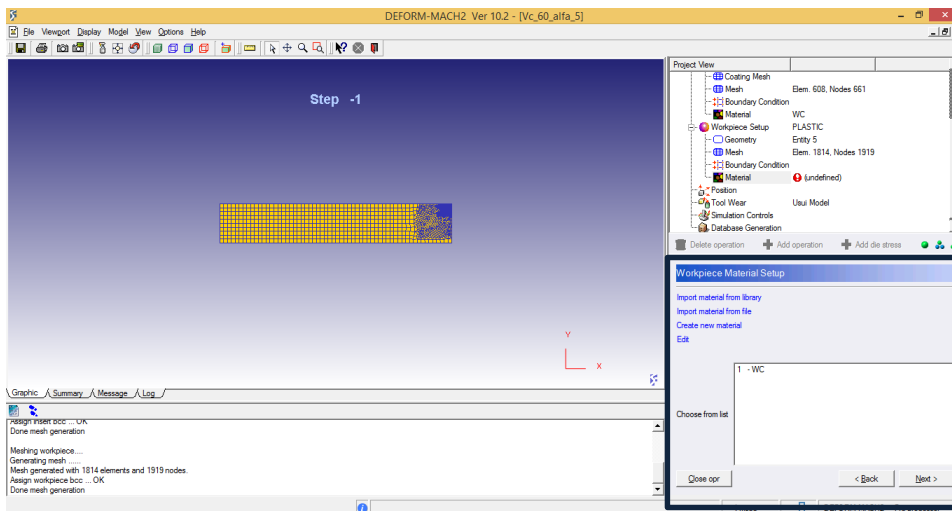 DEFORM-MACH2 Ver 10.2 - [Vc_60_alfa_5]
File Viewport Display Model View Options Help
Step -1
Y
X
Graphic Summary Message Log
Assign insert bcc ... OK
Done mesh generation
Meshing workpiece....
Generating mesh ......
Mesh generated with 1814 elements and 1919 nodes.
Assign workpiece bcc ... OK
Done mesh generation
Project View
Coating Mesh
Mesh Elem. 608, Nodes 661
Boundary Condition
Material WC
Workpiece Setup PLASTIC
Geometry Entity 5
Mesh Elem. 1814, Nodes 1919
Boundary Condition
Material (undefined)
Position
Tool Wear Usui Model
Simulation Controls
Database Generation
Delete operation Add operation Add die stress
Workpiece Material Setup
Import material from library
Import material from file
Create new material
Edit
1 - WC
Choose from list
Close opr < Back Next >